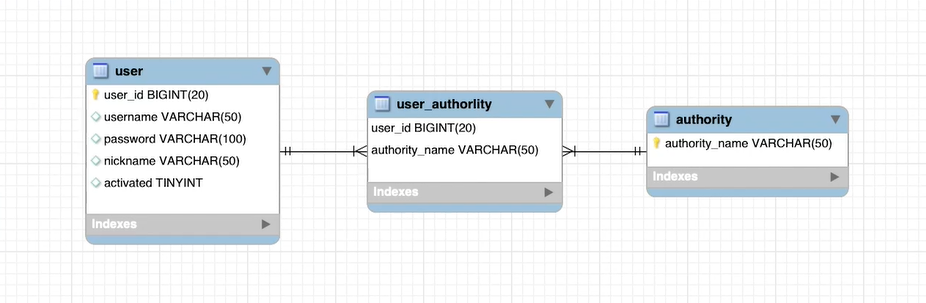 user
user_id BIGINT(20)
username VARCHAR(50)
password VARCHAR(100)
nickname VARCHAR(50)
activated TINYINT
Indexes
user_authorlity
user_id BIGINT(20)
authority_name VARCHAR(50)
Indexes
authority
authority_name VARCHAR(50)
Indexes